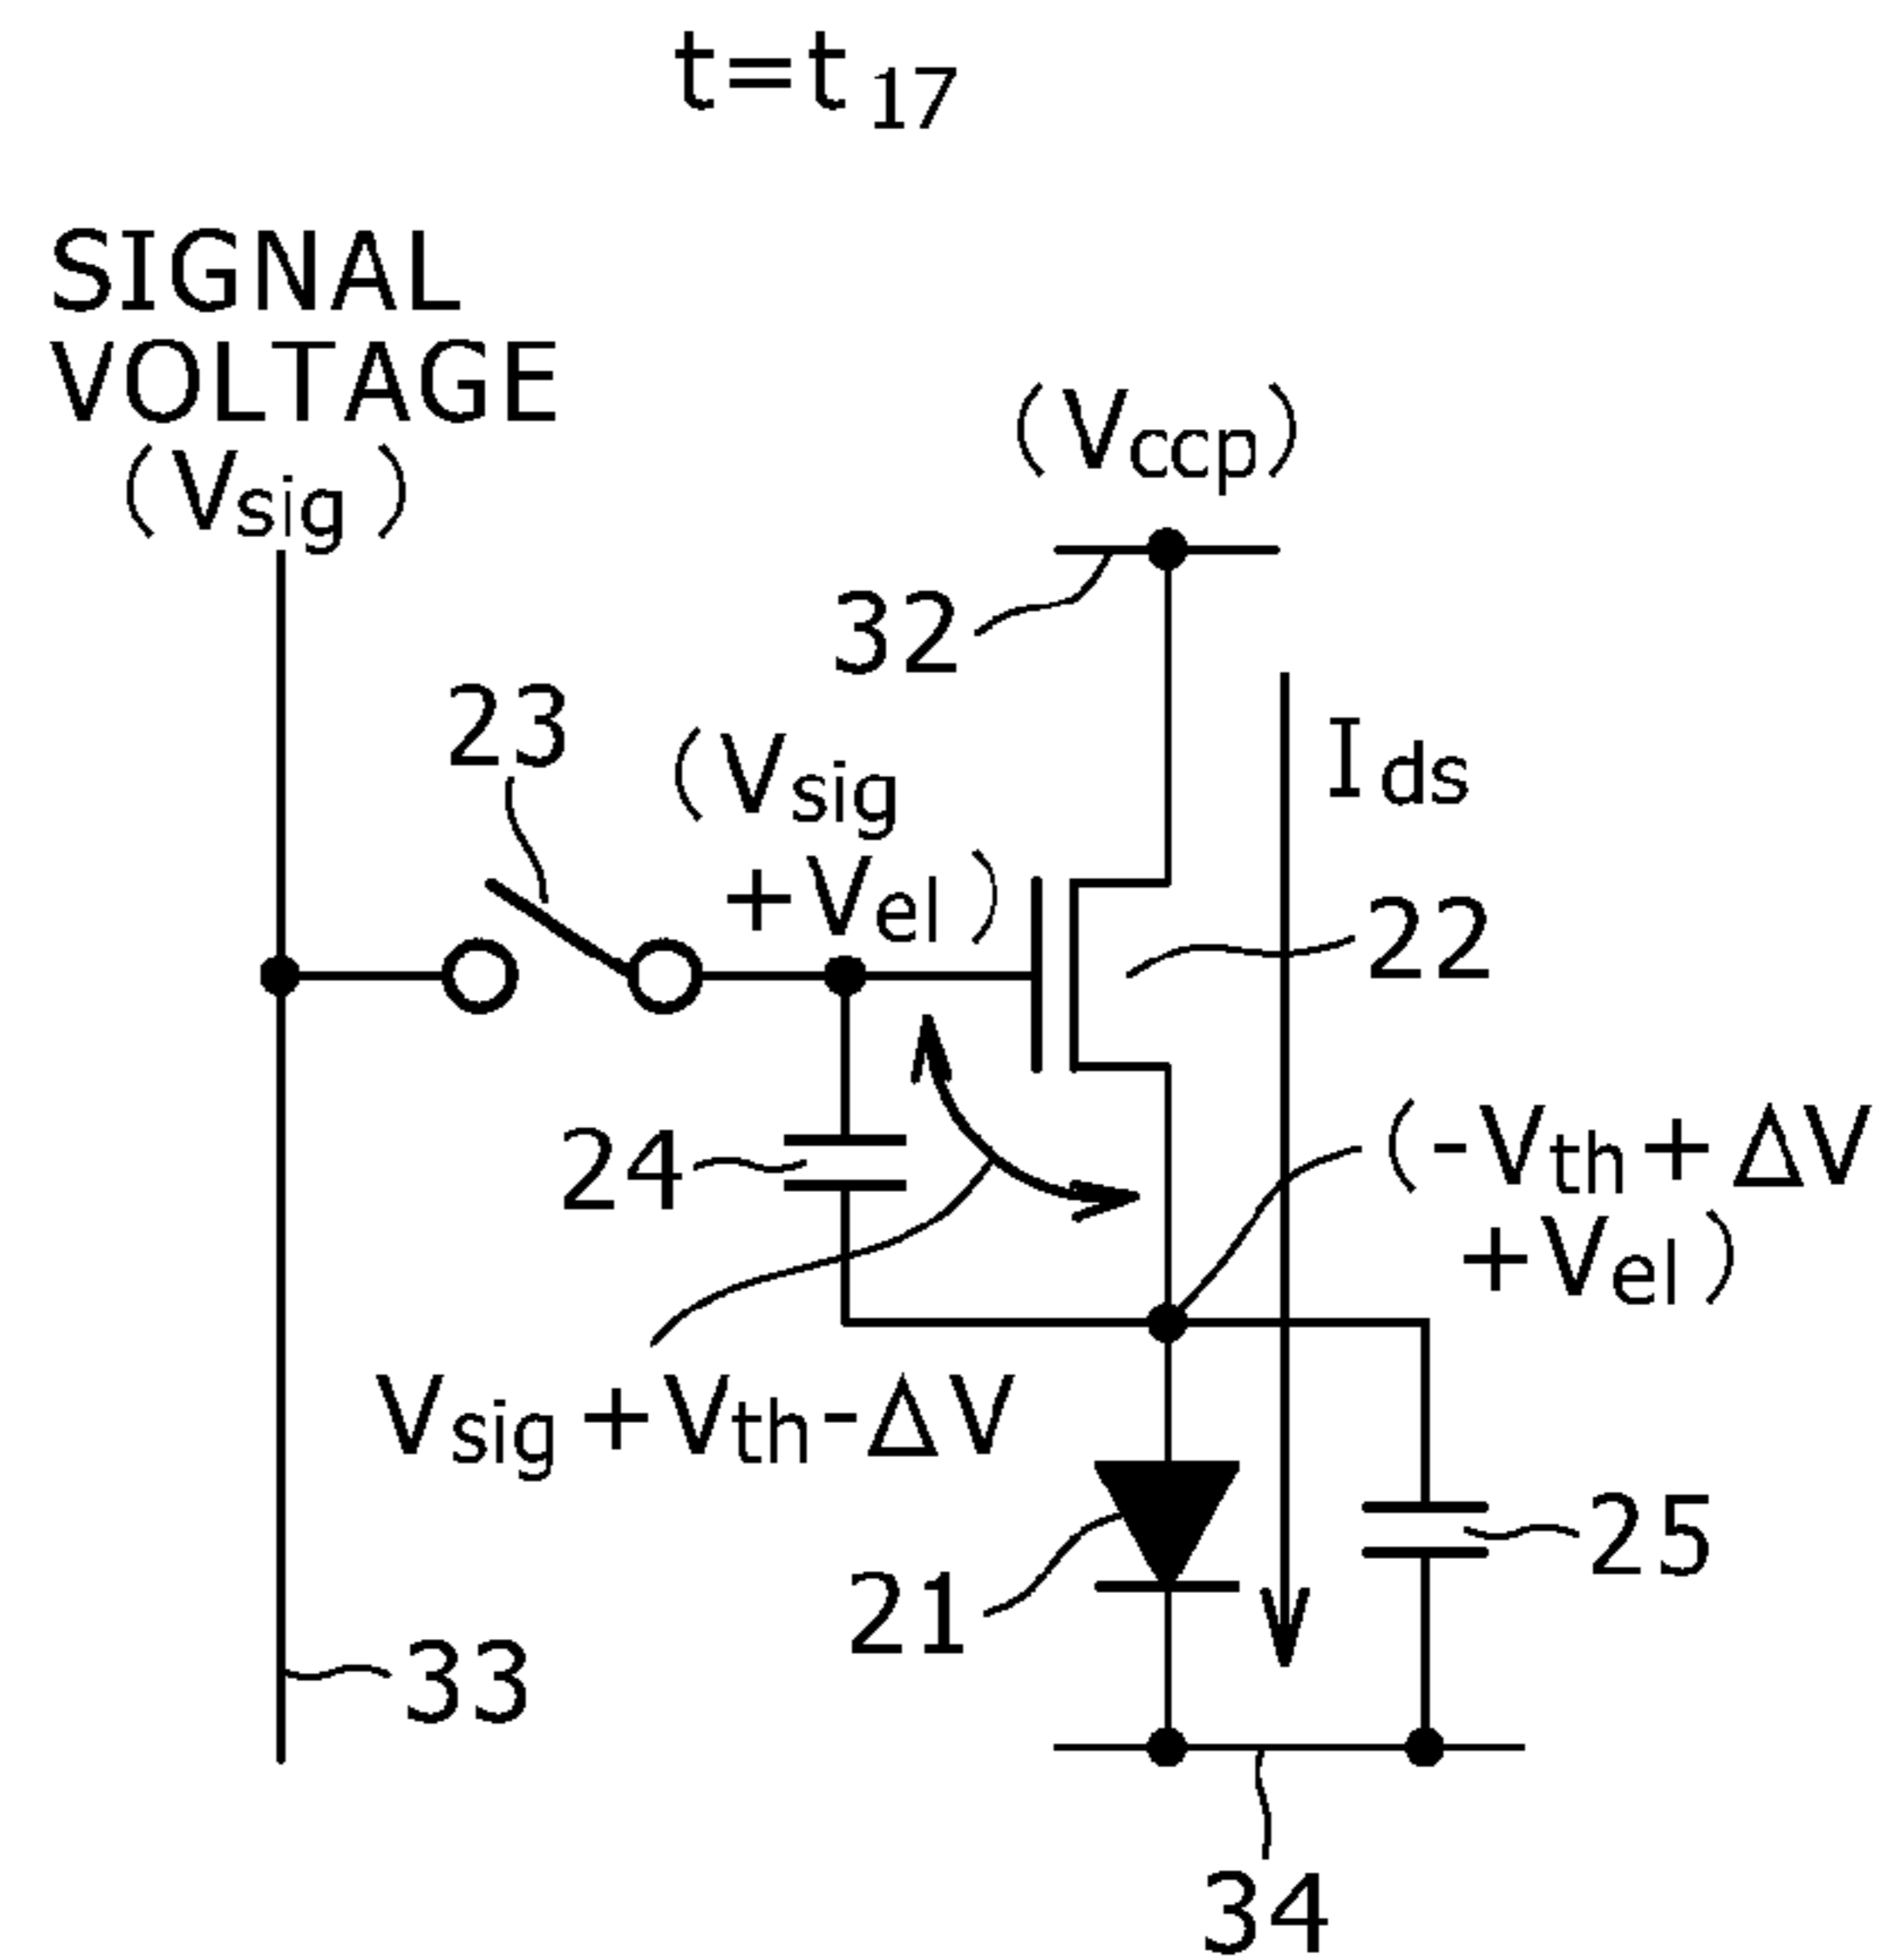 t=t17
SIGNAL
VOLTAGE
(Vsig)
(Vccp)
32
23
(Vsig
+Vel)
Ids
22
24
(-Vth+ΔV
+Vel)
Vsig+Vth-ΔV
25
21
33
34